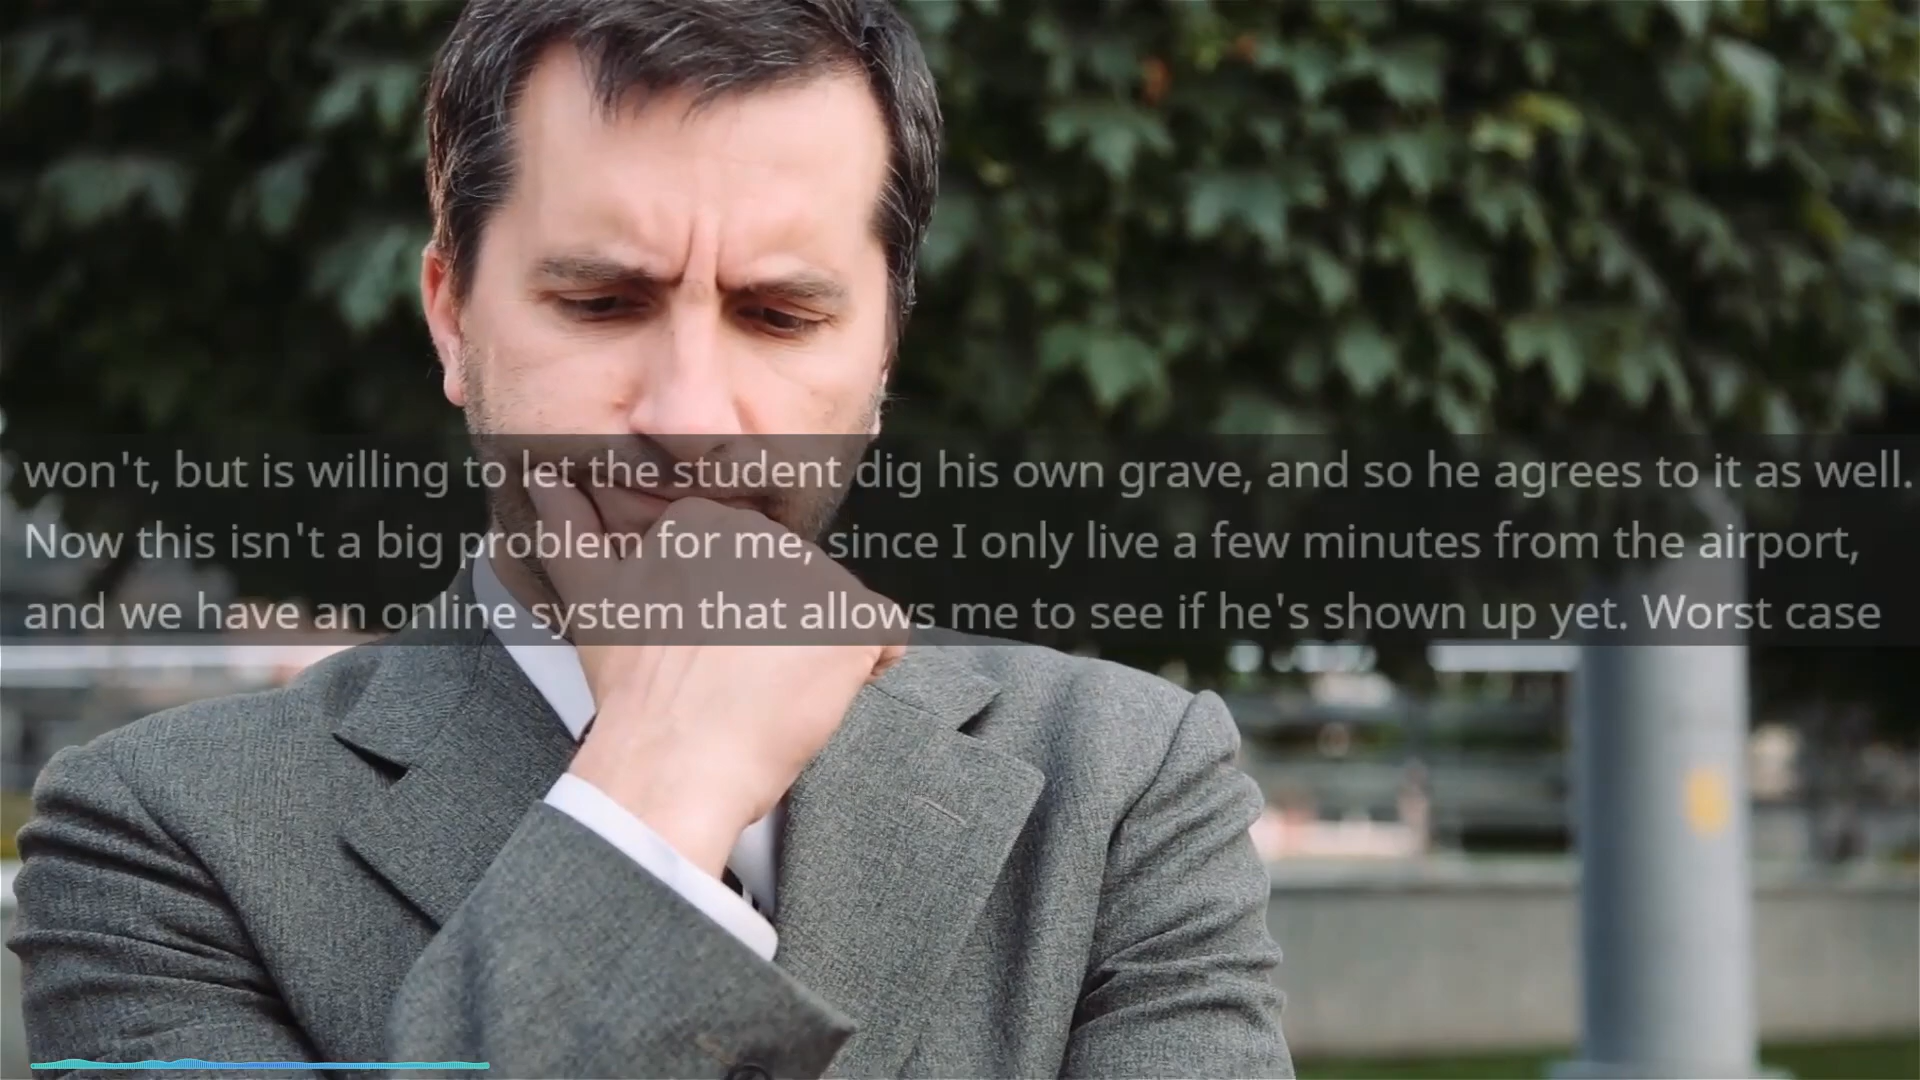 won't, but is willing to let the student dig his own grave, and so he agrees to it as well.
Now this isn't a big problem for me, since I only live a few minutes from the airport,
and we have an online system that allows me to see if he's shown up yet. Worst case